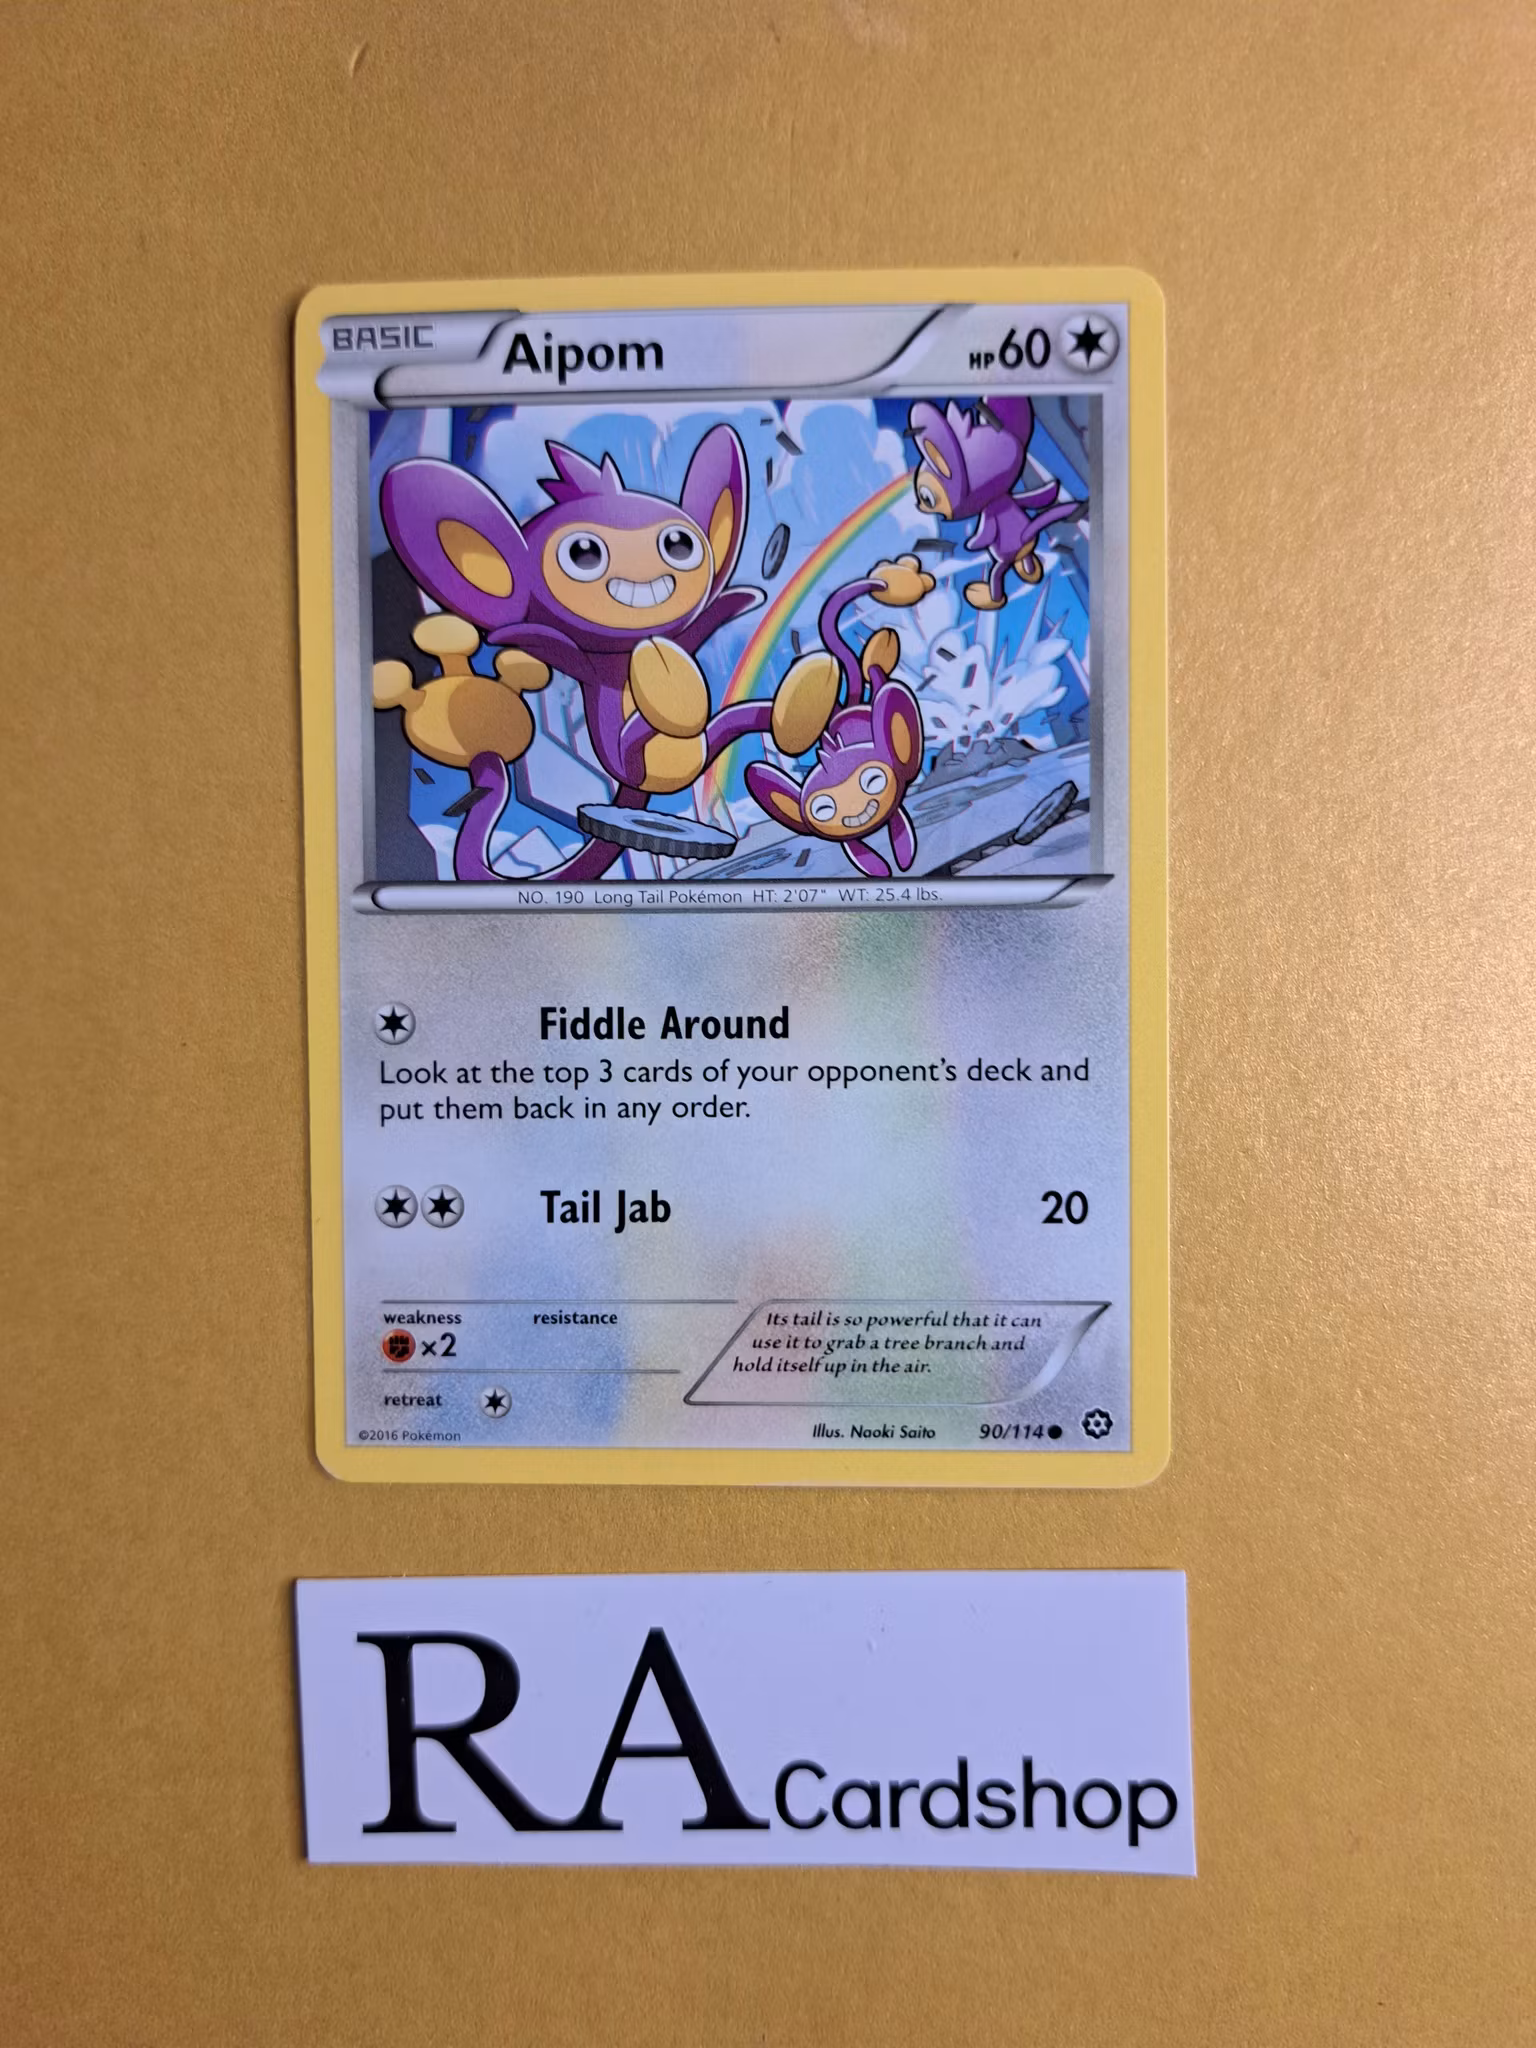 BASIC Aipom HP60
NO. 190 Long Tail Pokémon HT: 2'07" WT: 25.4 lbs.
Fiddle Around
Look at the top 3 cards of your opponent's deck and
put them back in any order.
Tail Jab 20
weakness resistance
×2
Its tail is so powerful that it can
use it to grab a tree branch and
hold itself up in the air.
retreat
©2016 Pokémon Illus. Naoki Saito 90/114
RA Cardshop